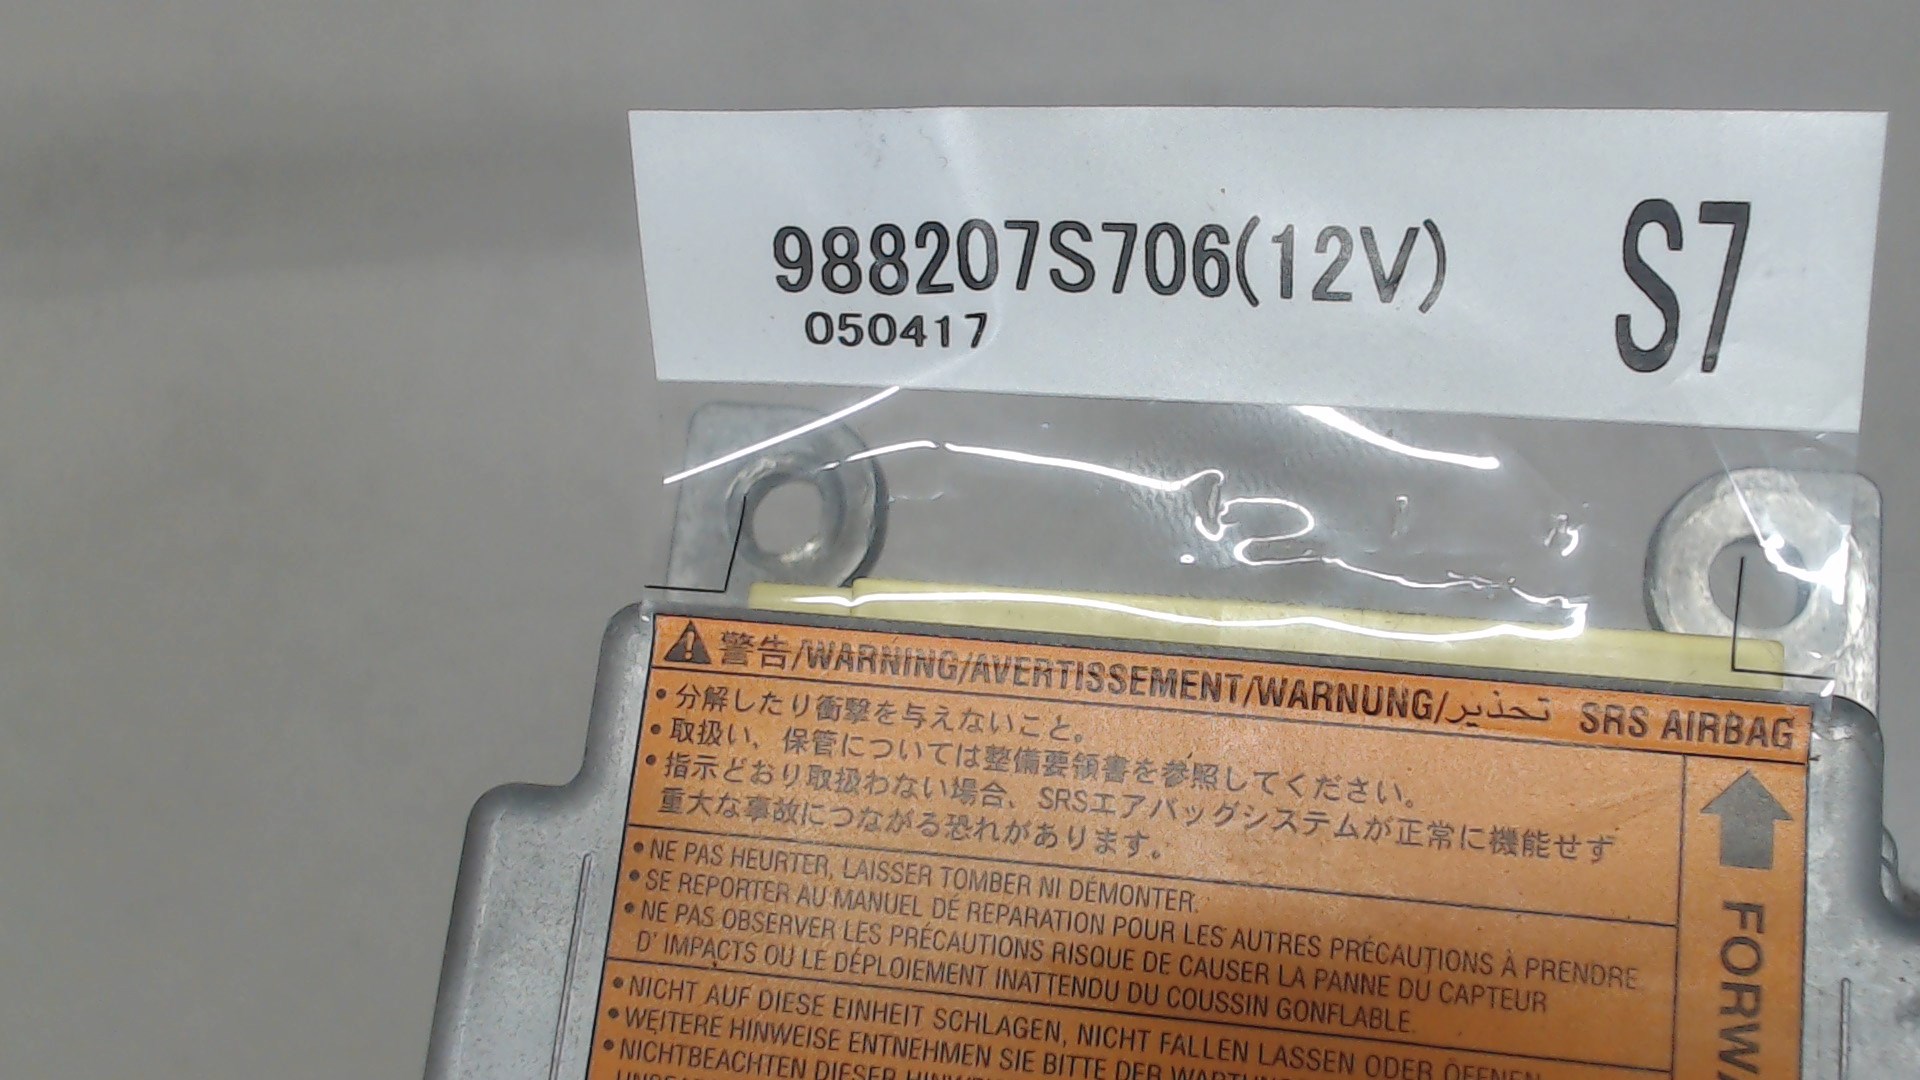 988207S706(12V) S7
050417
警告/WARNING/AVERTISSEMENT/WARNUNG/تحذير SRS AIRBAG
•分解したり衝撃を与えないこと。
•取扱い、保管については整備要領書を参照してください。
•指示どおり取扱わない場合、SRSエアバッグシステムが正常に機能せず
重大な事故につながる恐れがあります。
•NE PAS HEURTER, LAISSER TOMBER NI DÉMONTER.
•SE REPORTER AU MANUEL DE REPARATION POUR LES AUTRES PRÉCAUTIONS À PRENDRE.
•NE PAS OBSERVER LES PRÉCAUTIONS RISQUE DE CAUSER LA PANNE DU CAPTEUR
D' IMPACTS OU LE DÉPLOIEMENT INATTENDU DU COUSSIN GONFLABLE.
•NICHT AUF DIESE EINHEIT SCHLAGEN, NICHT FALLEN LASSEN ODER ÖFFNEN
•WEITERE HINWEISE ENTNEHMEN SIE BITTE DER
•NICHTBEACHTEN DIESER
FORW